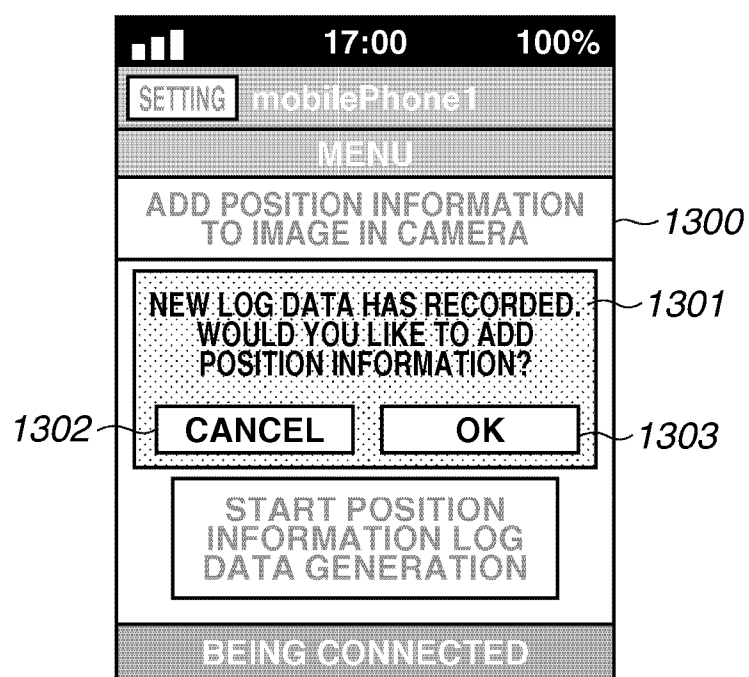 17:00 100%
SETTING mobilePhone1
MENU
ADD POSITION INFORMATION
TO IMAGE IN CAMERA
1300
NEW LOG DATA HAS RECORDED.
WOULD YOU LIKE TO ADD
POSITION INFORMATION?
1301
1302 CANCEL OK 1303
START POSITION
INFORMATION LOG
DATA GENERATION
BEING CONNECTED